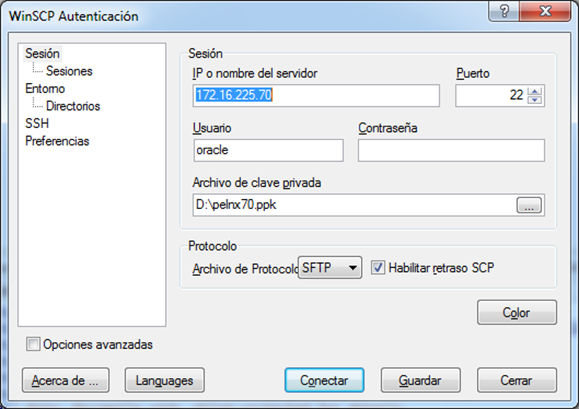 WinSCP Autenticación
Sesión
Sesiones
Entorno
Directorios
SSH
Preferencias
Sesión
IP o nombre del servidor
Puerto
172.16.225.70
22
Usuario
Contraseña
oracle
Archivo de clave privada
D:\pelnx70.ppk
...
Protocolo
Archivo de Protocolo
SFTP
Habilitar retraso SCP
Color
Opciones avanzadas
Acerca de ...
Languages
Conectar
Guardar
Cerrar